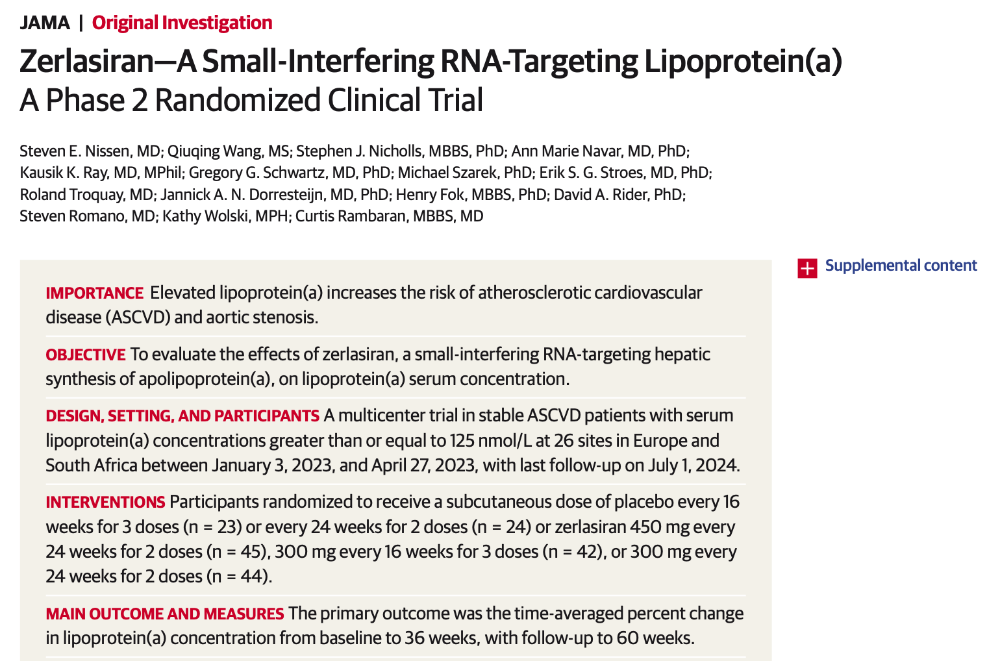 JAMA | Original Investigation
Zerlasiran—A Small-Interfering RNA-Targeting Lipoprotein(a)
A Phase 2 Randomized Clinical Trial
Steven E. Nissen, MD; Qiuqing Wang, MS; Stephen J. Nicholls, MBBS, PhD; Ann Marie Navar, MD, PhD;
Kausik K. Ray, MD, MPhil; Gregory G. Schwartz, MD, PhD; Michael Szarek, PhD; Erik S. G. Stroes, MD, PhD;
Roland Troquay, MD; Jannick A. N. Dorresteijn, MD, PhD; Henry Fok, MBBS, PhD; David A. Rider, PhD;
Steven Romano, MD; Kathy Wolski, MPH; Curtis Rambaran, MBBS, MD
Supplemental content
IMPORTANCE Elevated lipoprotein(a) increases the risk of atherosclerotic cardiovascular
disease (ASCVD) and aortic stenosis.
OBJECTIVE To evaluate the effects of zerlasiran, a small-interfering RNA-targeting hepatic
synthesis of apolipoprotein(a), on lipoprotein(a) serum concentration.
DESIGN, SETTING, AND PARTICIPANTS A multicenter trial in stable ASCVD patients with serum
lipoprotein(a) concentrations greater than or equal to 125 nmol/L at 26 sites in Europe and
South Africa between January 3, 2023, and April 27, 2023, with last follow-up on July 1, 2024.
INTERVENTIONS Participants randomized to receive a subcutaneous dose of placebo every 16
weeks for 3 doses (n = 23) or every 24 weeks for 2 doses (n = 24) or zerlasiran 450 mg every
24 weeks for 2 doses (n = 45), 300 mg every 16 weeks for 3 doses (n = 42), or 300 mg every
24 weeks for 2 doses (n = 44).
MAIN OUTCOME AND MEASURES The primary outcome was the time-averaged percent change
in lipoprotein(a) concentration from baseline to 36 weeks, with follow-up to 60 weeks.